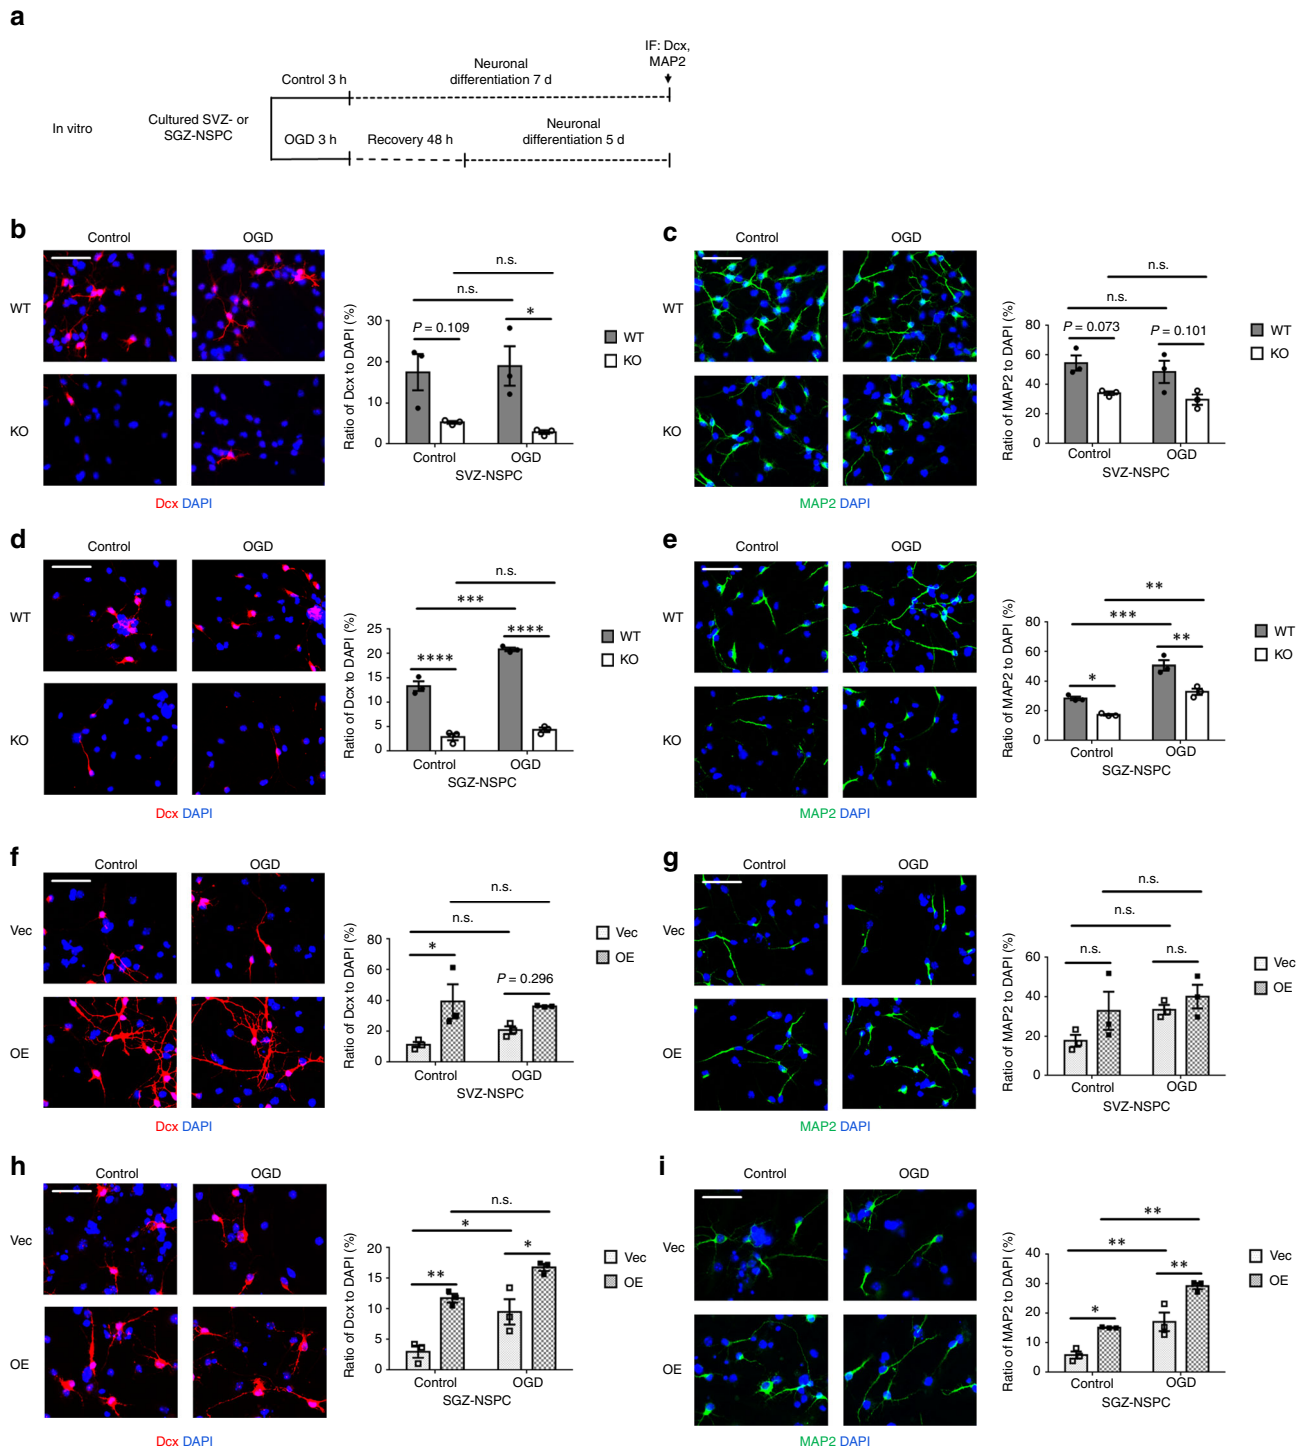 a
IF: Dcx,
MAP2
Control 3 h
Neuronal
differentiation 7 d
In vitro
Cultured SVZ- or
SGZ-NSPC
OGD 3 h
Recovery 48 h
Neuronal
differentiation 5 d
b
Control
OGD
WT
KO
Dcx DAPI
n.s.
n.s.
P = 0.109
*
Ratio of Dcx to DAPI (%)
30
20
10
0
Control
OGD
SVZ-NSPC
WT
KO
c
Control
OGD
WT
KO
MAP2 DAPI
n.s.
n.s.
P = 0.073
P = 0.101
Ratio of MAP2 to DAPI (%)
80
60
40
20
0
Control
OGD
SVZ-NSPC
WT
KO
d
Control
OGD
WT
KO
Dcx DAPI
n.s.
***
****
****
Ratio of Dcx to DAPI (%)
25
20
15
10
5
0
Control
OGD
SGZ-NSPC
WT
KO
e
Control
OGD
WT
KO
MAP2 DAPI
**
***
**
*
Ratio of MAP2 to DAPI (%)
80
60
40
20
0
Control
OGD
SGZ-NSPC
WT
KO
f
Control
OGD
Vec
OE
Dcx DAPI
n.s.
n.s.
*
P = 0.296
Ratio of Dcx to DAPI (%)
80
60
40
20
0
Control
OGD
SVZ-NSPC
Vec
OE
g
Control
OGD
Vec
OE
MAP2 DAPI
n.s.
n.s.
n.s.
n.s.
Ratio of MAP2 to DAPI (%)
60
40
20
0
Control
OGD
SVZ-NSPC
Vec
OE
h
Control
OGD
Vec
OE
Dcx DAPI
n.s.
*
*
**
Ratio of Dcx to DAPI (%)
20
15
10
5
0
Control
OGD
SGZ-NSPC
Vec
OE
i
Control
OGD
Vec
OE
MAP2 DAPI
**
**
**
*
Ratio of MAP2 to DAPI (%)
40
30
20
10
0
Control
OGD
SGZ-NSPC
Vec
OE